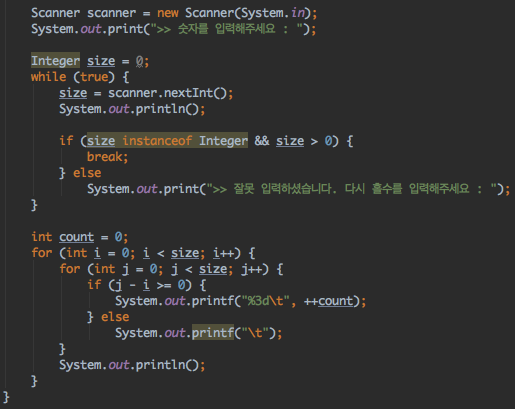 Scanner scanner = new Scanner(System.in);
System.out.print(">> 숫자를 입력해주세요 : ");
Integer size = 0;
while (true) {
size = scanner.nextInt();
System.out.println();
if (size instanceof Integer && size > 0) {
break;
} else
System.out.print(">> 잘못 입력하셨습니다. 다시 홀수를 입력해주세요 : ");
}
int count = 0;
for (int i = 0; i < size; i++) {
for (int j = 0; j < size; j++) {
if (j - i >= 0) {
System.out.printf("%3d\t", ++count);
} else
System.out.printf("\t");
}
System.out.println();
}
}